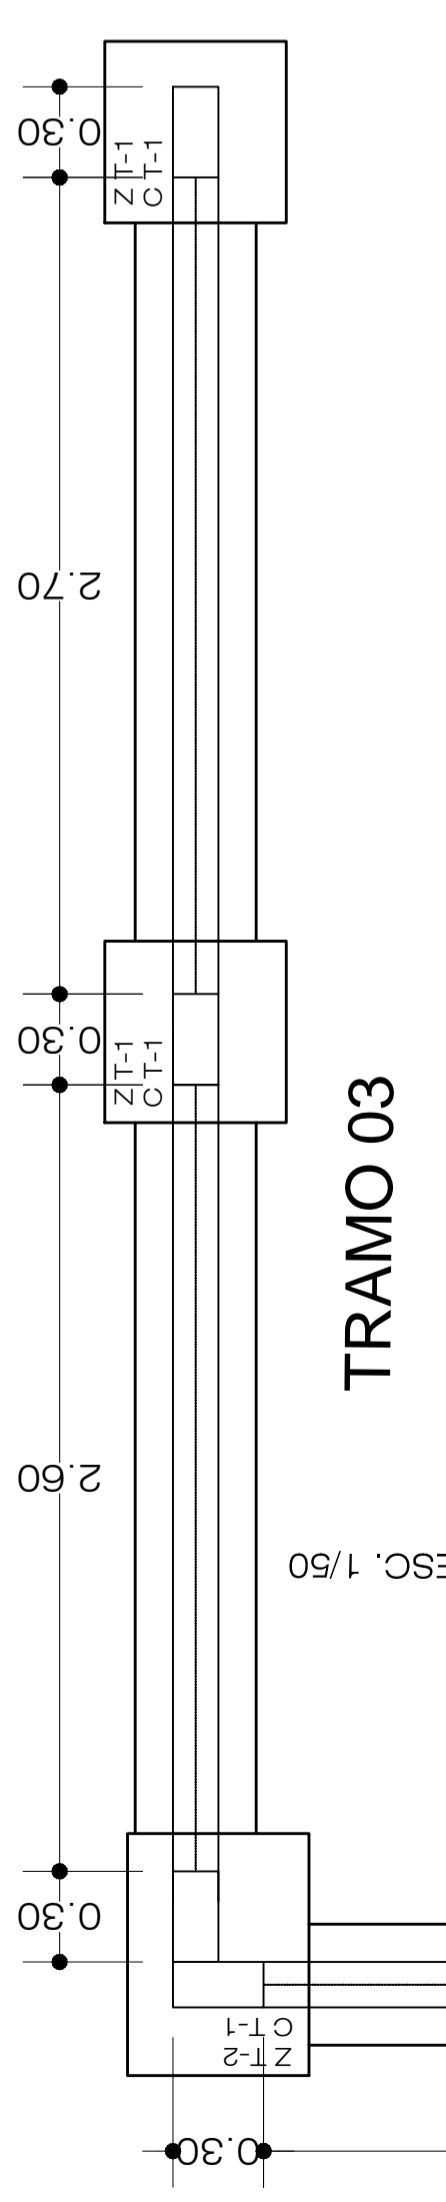 0.30
Z T-1
C T-1
2.70
0.30
Z T-1
C T-1
TRAMO 03
2.60
ESC. 1/50
0.30
C T-1
Z T-2
0.30